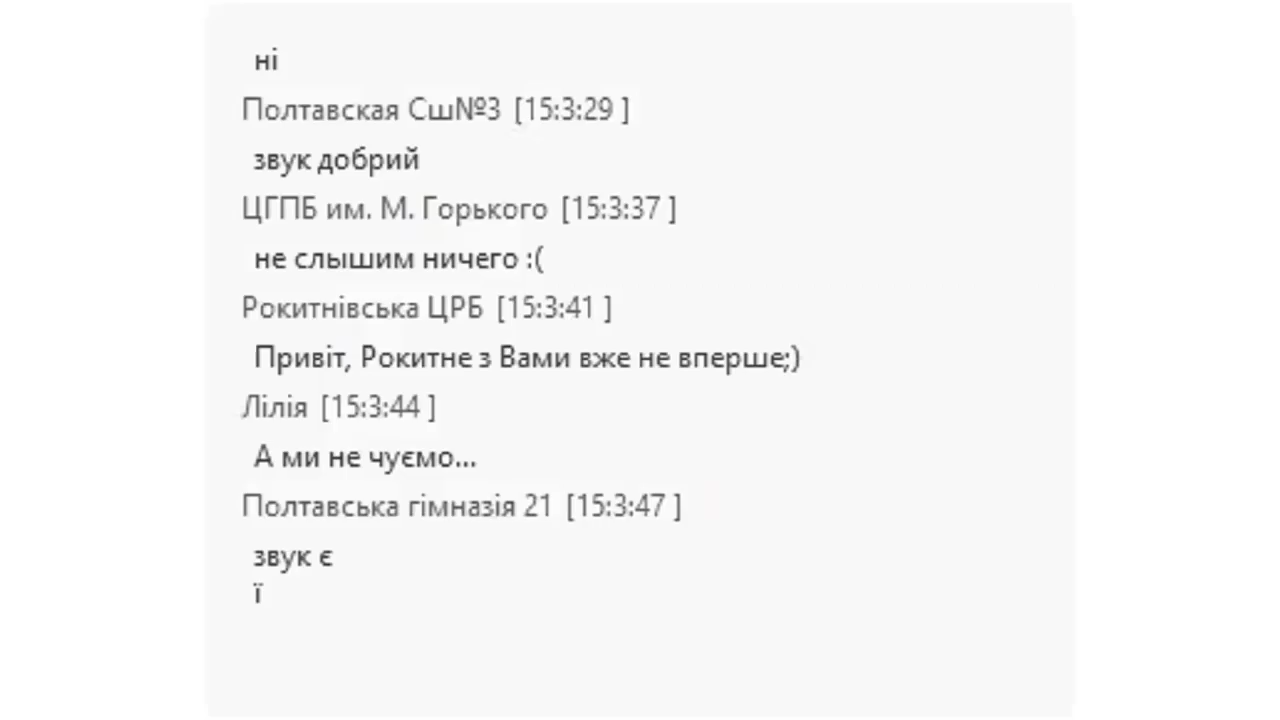 ні
Полтавская Сш№3 [15:3:29 ]
звук добрий
ЦГПБ им. М. Горького [15:3:37 ]
не слышим ничего :(
Рокитнівська ЦРБ [15:3:41 ]
Привіт, Рокитне з Вами вже не вперше;)
Лілія [15:3:44 ]
А ми не чуємо...
Полтавська гімназія 21 [15:3:47 ]
звук є
ї